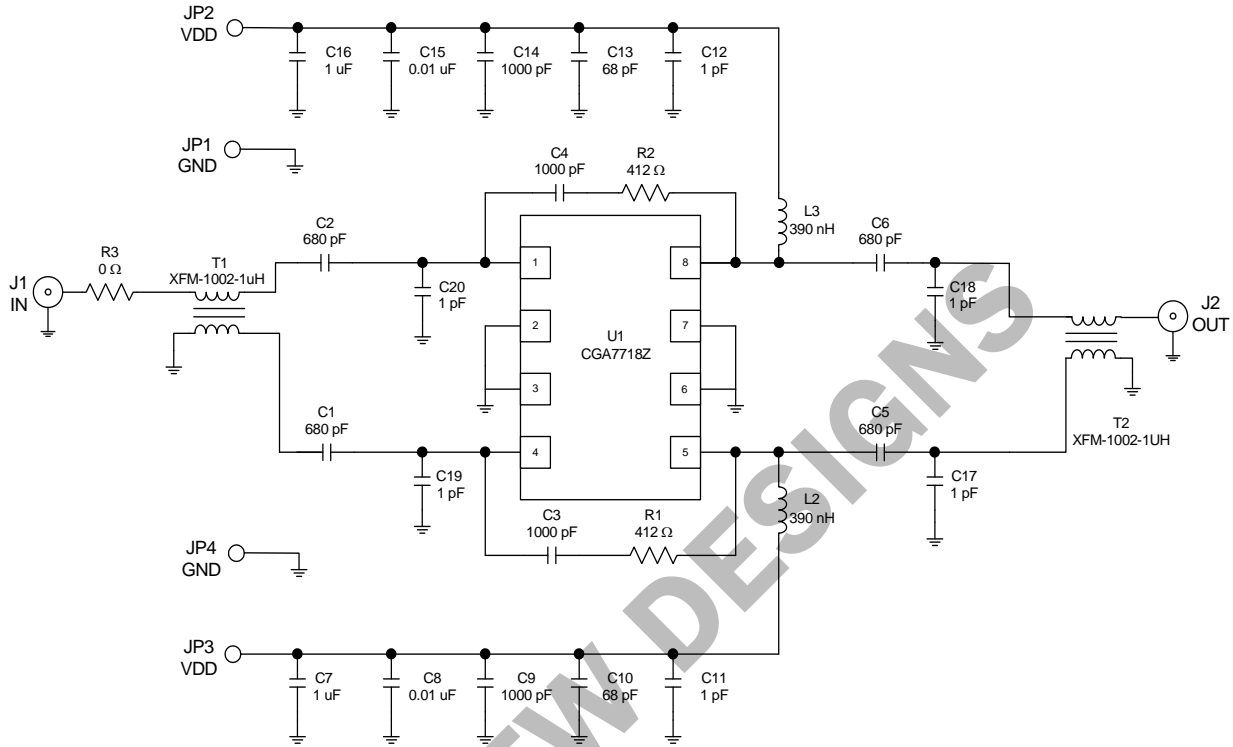 JP2
VDD
C16
1 uF
C15
0.01 uF
C14
1000 pF
C13
68 pF
C12
1 pF
JP1
GND
C4
1000 pF
R2
412 Ω
L3
390 nH
C2
680 pF
C6
680 pF
R3
0 Ω
T1
XFM-1002-1uH
J1
IN
C20
1 pF
1
8
C18
1 pF
J2
OUT
2
7
U1
CGA7718Z
3
6
C1
680 pF
C5
680 pF
T2
XFM-1002-1UH
4
5
C19
1 pF
C17
1 pF
L2
390 nH
C3
1000 pF
R1
412 Ω
JP4
GND
JP3
VDD
C7
1 uF
C8
0.01 uF
C9
1000 pF
C10
68 pF
C11
1 pF
EW DESIGNS